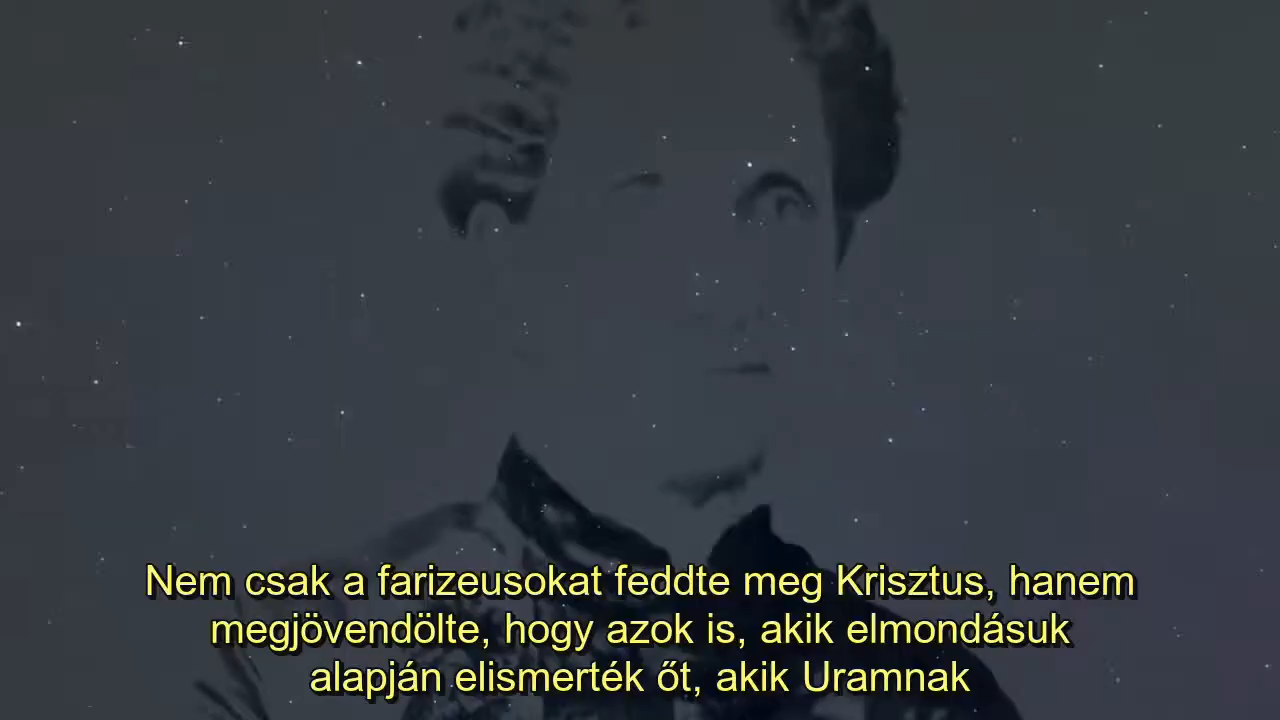 Nem csak a farizeusokat feddte meg Krisztus, hanem
megjövendölte, hogy azok is, akik elmondásuk
alapján elismerték őt, akik Uramnak